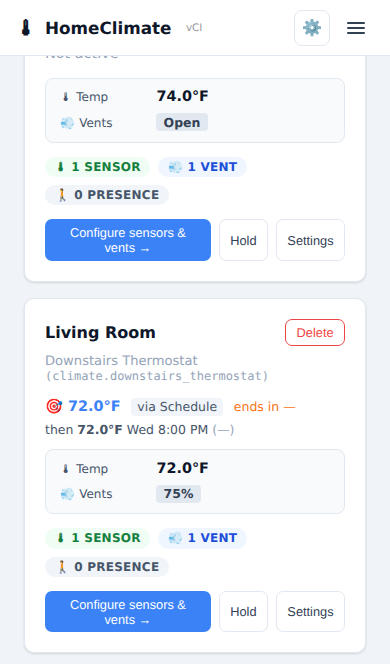 HomeClimate vCI
Not active
Temp 74.0°F
Vents Open
1 SENSOR 1 VENT
0 PRESENCE
Configure sensors &
vents →
Hold Settings
Living Room Delete
Downstairs Thermostat
(climate.downstairs_thermostat)
72.0°F via Schedule ends in —
then 72.0°F Wed 8:00 PM (—)
Temp 72.0°F
Vents 75%
1 SENSOR 1 VENT
0 PRESENCE
Configure sensors &
vents →
Hold Settings